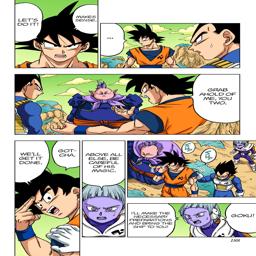 MAKES
SENSE.
LET'S
DO IT!
...
GRAB
AHOLD OF
ME, YOU
TWO.
ABOVE ALL
ELSE, BE
CAREFUL
OF HIS
MAGIC.
GOT-
CHA.
WE'LL
GET IT
DONE.
GOKU!
I'LL MAKE THE
NECESSARY
PREPARATIONS
AND BRING THE
SHIP TO YOU!